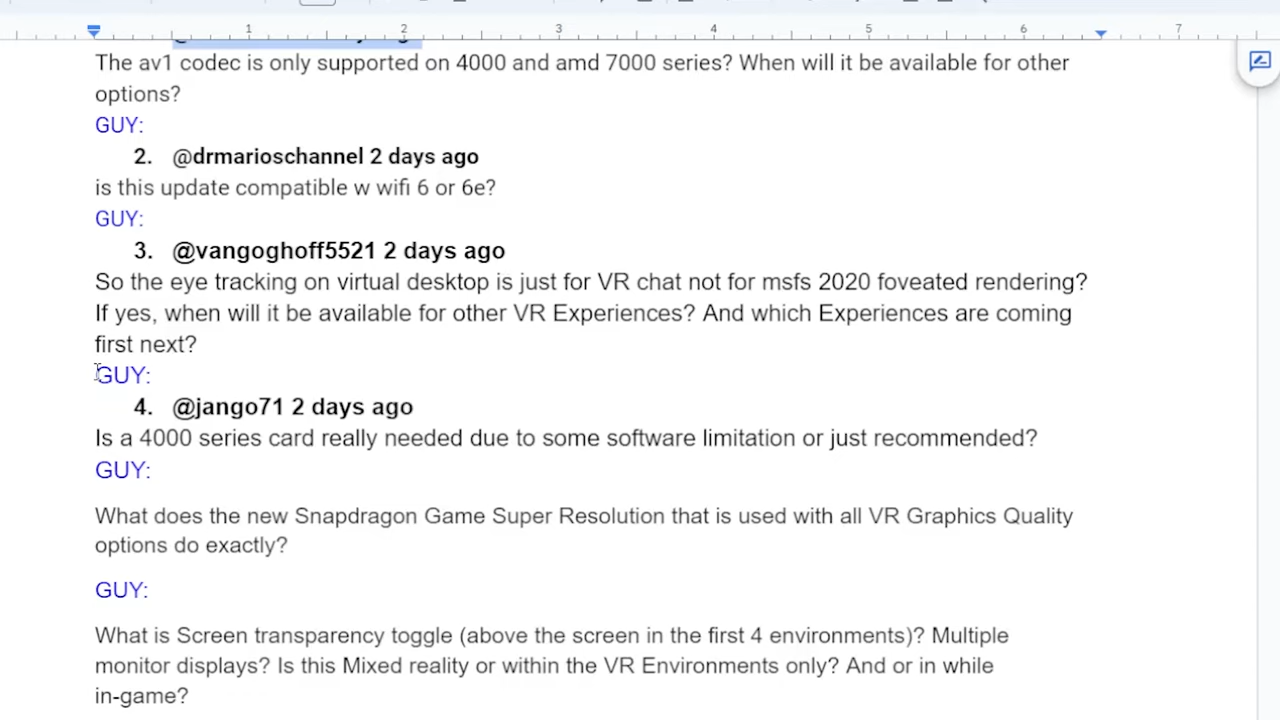 1 2 3 4 5 6 7
The av1 codec is only supported on 4000 and amd 7000 series? When will it be available for other
options?
GUY:
2. @drmarioschannel 2 days ago
is this update compatible w wifi 6 or 6e?
GUY:
3. @vangoghoff5521 2 days ago
So the eye tracking on virtual desktop is just for VR chat not for msfs 2020 foveated rendering?
If yes, when will it be available for other VR Experiences? And which Experiences are coming
first next?
GUY:
4. @jango71 2 days ago
Is a 4000 series card really needed due to some software limitation or just recommended?
GUY:
What does the new Snapdragon Game Super Resolution that is used with all VR Graphics Quality
options do exactly?
GUY:
What is Screen transparency toggle (above the screen in the first 4 environments)? Multiple
monitor displays? Is this Mixed reality or within the VR Environments only? And or in while
in-game?